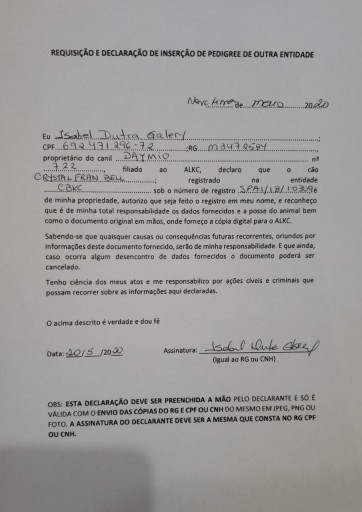 REQUISIÇÃO E DECLARAÇÃO DE INSERÇÃO DE PEDIGREE DE OUTRA ENTIDADE
de maio 2020
Eu Isabel Dutra Galery
CPF 692471296-72 ;RG M3472584
proprietário do canil DAYMIO nº
722, filiado ao ALKC, declaro que o cão
CRYSTAL FRAN BELL registrado na entidade
CBKC sob o número de registro SPA1/18/10309 é
de minha propriedade, autorizo que seja feito o registro em meu nome, e reconheço
que é de minha total responsabilidade os dados fornecidos e a posse do animal bem
como o documento original em mãos, onde forneço a cópia digital para o ALKC.
Sabendo-se que quaisquer causas ou consequências futuras recorrentes, oriundos por
informações deste documento fornecido, serão de minha responsabilidade. E que ainda,
caso ocorra algum desencontro de dados fornecidos o documento poderá ser
cancelado.
Tenho ciência dos meus atos e me responsabilizo por ações cíveis e criminais que
possam recorrer sobre as informações aqui declaradas.
O acima descrito é verdade e dou fé
Data: 20/5/2020 Assinatura: Isabel Dutra Galery
(Igual ao RG ou CNH)
OBS: ESTA DECLARAÇÃO DEVE SER PREENCHIDA A MÃO PELO DECLARANTE E SÓ É
VÁLIDA COM O ENVIO DAS CÓPIAS DO RG E CPF OU CNH DO MESMO EM JPEG, PNG OU
FOTO. A ASSINATURA DO DECLARANTE DEVE SER A MESMA QUE CONSTA NO RG CPF
OU CNH.